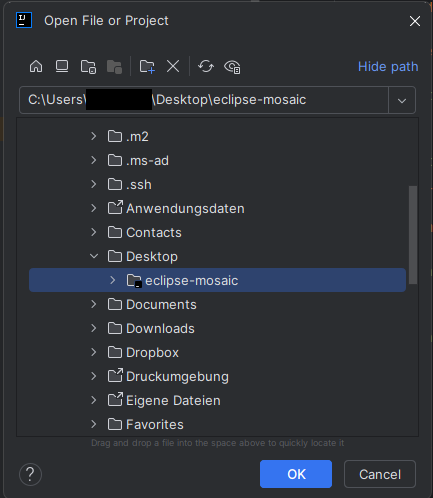 IJ Open File or Project
Hide path
C:\Users\ \Desktop\eclipse-mosaic
.m2
.ms-ad
.ssh
Anwendungsdaten
Contacts
Desktop
eclipse-mosaic
Documents
Downloads
Dropbox
Druckumgebung
Eigene Dateien
Favorites
Drag and drop a file into the space above to quickly locate it
? OK Cancel